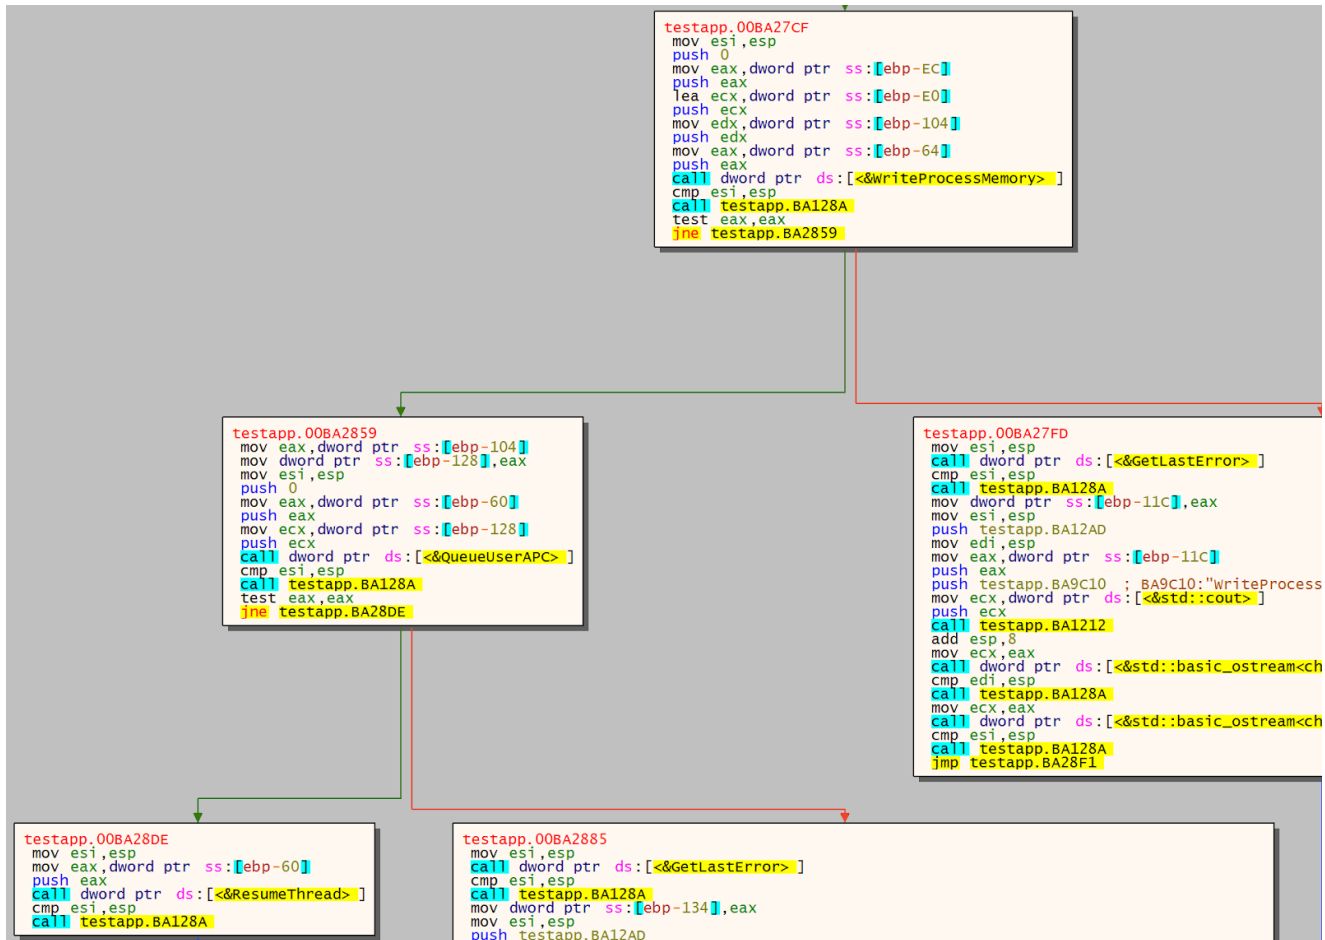 testapp.00BA27CF
mov esi,esp
push 0
mov eax,dword ptr ss:[ebp-EC]
push eax
lea ecx,dword ptr ss:[ebp-E0]
push ecx
mov edx,dword ptr ss:[ebp-104]
push edx
mov eax,dword ptr ss:[ebp-64]
push eax
call dword ptr ds:[<&WriteProcessMemory>]
cmp esi,esp
call testapp.BA128A
test eax,eax
jne testapp.BA2859
testapp.00BA2859
mov eax,dword ptr ss:[ebp-104]
mov dword ptr ss:[ebp-128],eax
mov esi,esp
push 0
mov eax,dword ptr ss:[ebp-60]
push eax
mov ecx,dword ptr ss:[ebp-128]
push ecx
call dword ptr ds:[<&QueueUserAPC>]
cmp esi,esp
call testapp.BA128A
test eax,eax
jne testapp.BA28DE
testapp.00BA27FD
mov esi,esp
call dword ptr ds:[<&GetLastError>]
cmp esi,esp
call testapp.BA128A
mov dword ptr ss:[ebp-11C],eax
mov esi,esp
push testapp.BA12AD
mov edi,esp
mov eax,dword ptr ss:[ebp-11C]
push eax
push testapp.BA9C10 ; BA9C10:"WriteProcess
mov ecx,dword ptr ds:[<&std::cout>]
push ecx
call testapp.BA1212
add esp,8
mov ecx,eax
call dword ptr ds:[<&std::basic_ostream<ch
cmp edi,esp
call testapp.BA128A
mov ecx,eax
call dword ptr ds:[<&std::basic_ostream<ch
cmp esi,esp
call testapp.BA128A
jmp testapp.BA28F1
testapp.00BA28DE
mov esi,esp
mov eax,dword ptr ss:[ebp-60]
push eax
call dword ptr ds:[<&ResumeThread>]
cmp esi,esp
call testapp.BA128A
testapp.00BA2885
mov esi,esp
call dword ptr ds:[<&GetLastError>]
cmp esi,esp
call testapp.BA128A
mov dword ptr ss:[ebp-134],eax
mov esi,esp
push testapp.BA12AD